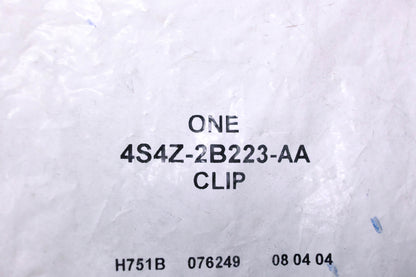 ONE
4S4Z-2B223-AA
CLIP
H751B 076249 08 04 04